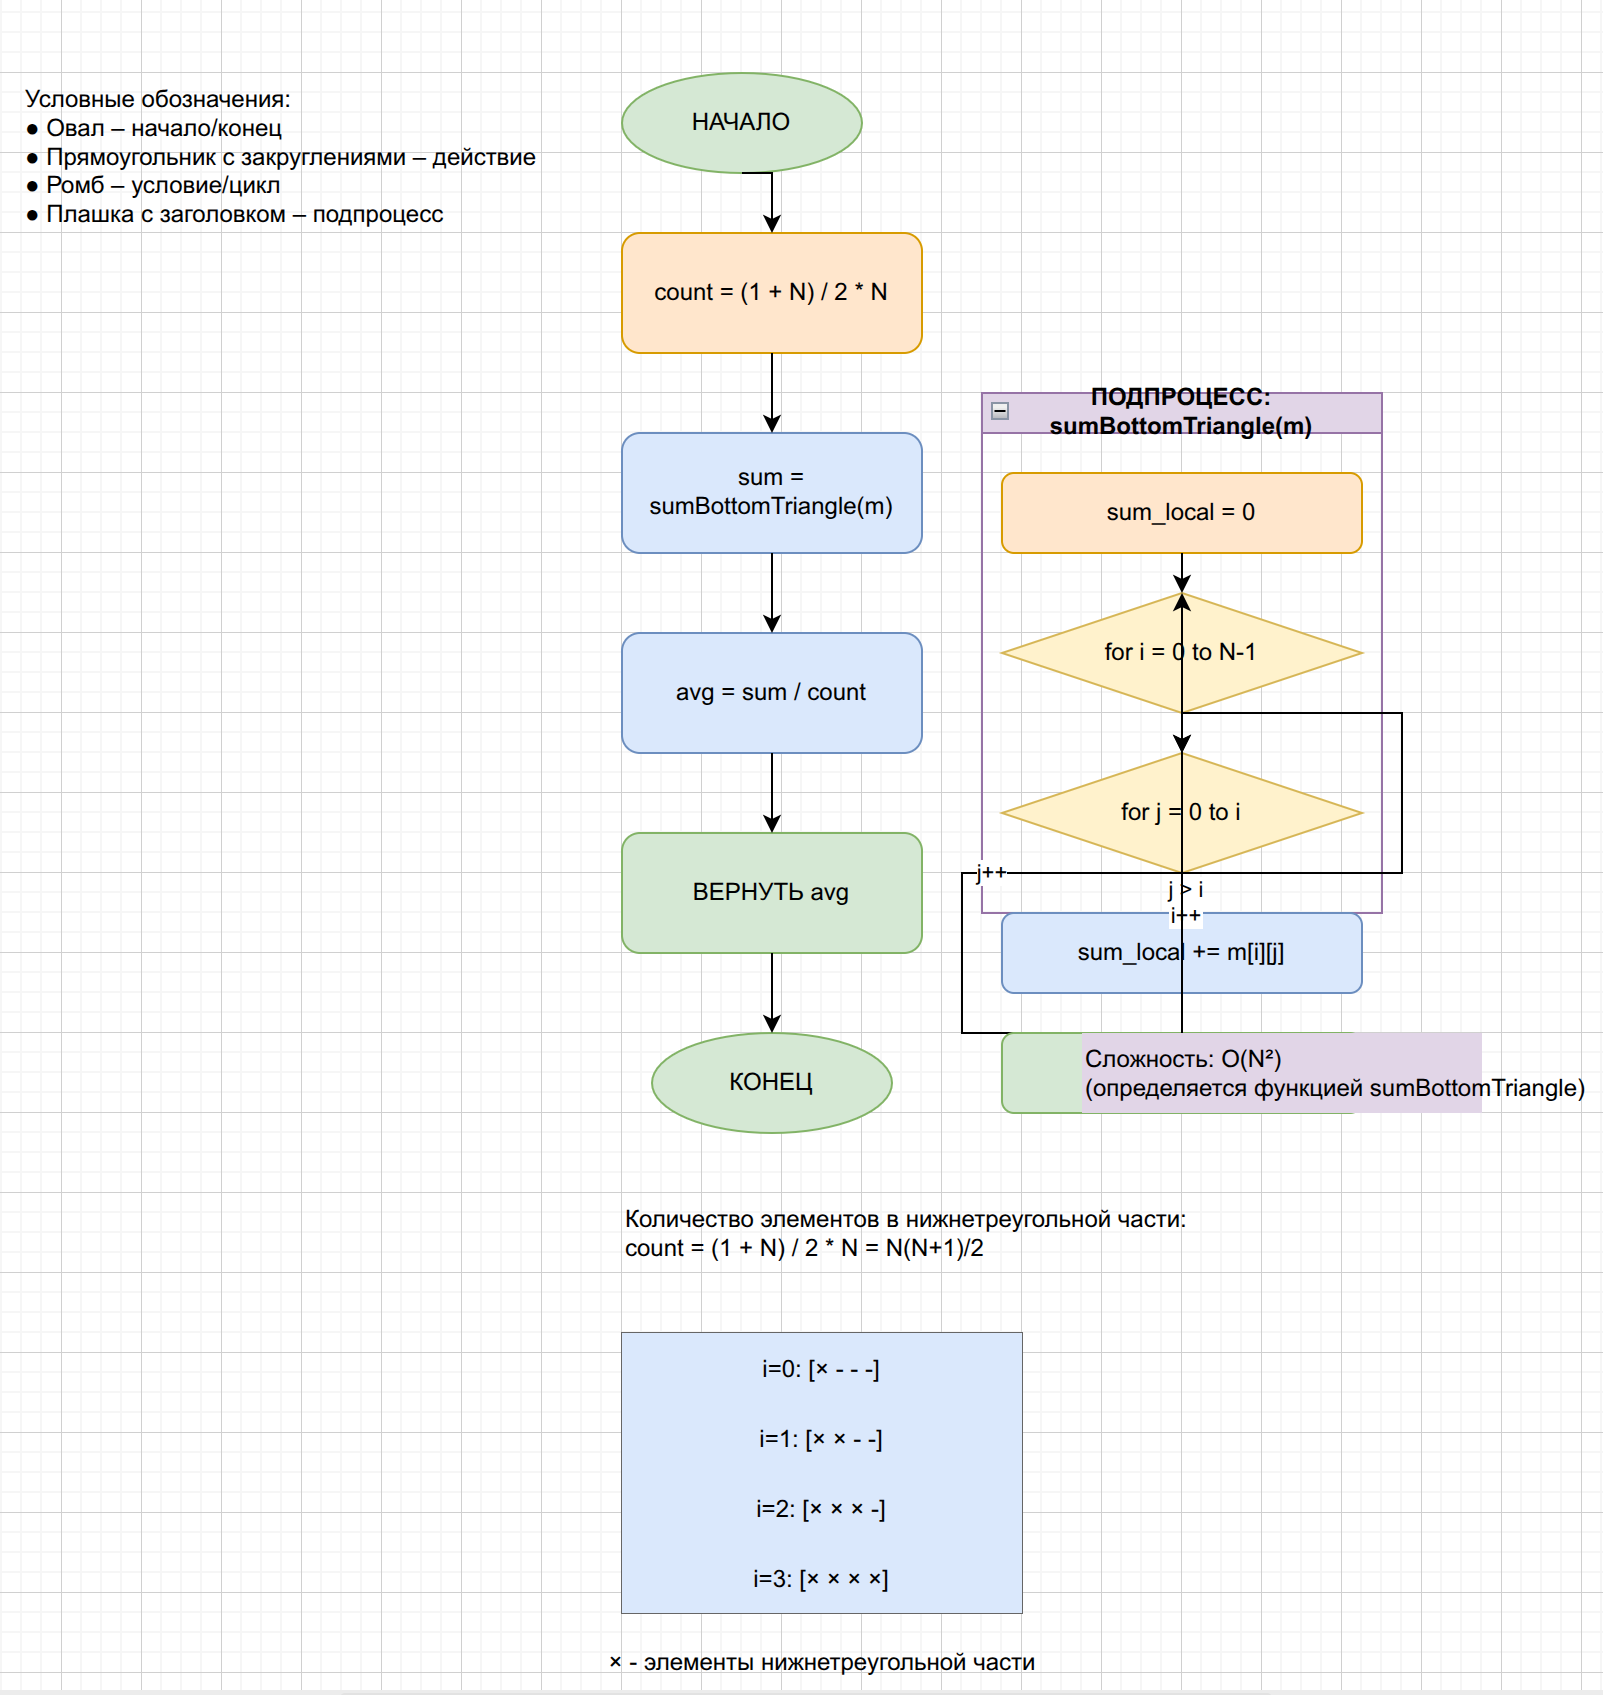 Условные обозначения:
● Овал – начало/конец
● Прямоугольник с закруглениями – действие
● Ромб – условие/цикл
● Плашка с заголовком – подпроцесс
НАЧАЛО
count = (1 + N) / 2 * N
sum =
sumBottomTriangle(m)
avg = sum / count
ВЕРНУТЬ avg
КОНЕЦ
ПОДПРОЦЕСС:
sumBottomTriangle(m)
sum_local = 0
for i = 0 to N-1
for j = 0 to i
j++
j > i
i++
sum_local += m[i][j]
Сложность: O(N²)
(определяется функцией sumBottomTriangle)
Количество элементов в нижнетреугольной части:
count = (1 + N) / 2 * N = N(N+1)/2
i=0: [× - - -]
i=1: [× × - -]
i=2: [× × × -]
i=3: [× × × ×]
× - элементы нижнетреугольной части